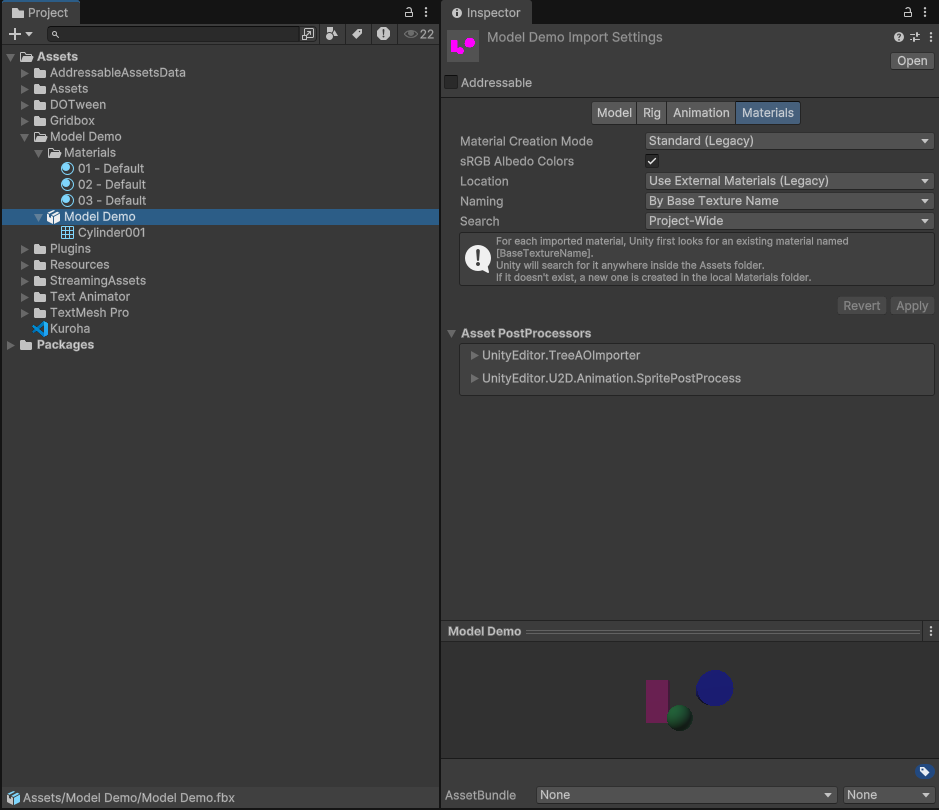 Project
22
Assets
AddressableAssetsData
Assets
DOTween
Gridbox
Model Demo
Materials
01 - Default
02 - Default
03 - Default
Model Demo
Cylinder001
Plugins
Resources
StreamingAssets
Text Animator
TextMesh Pro
Kuroha
Packages
Assets/Model Demo/Model Demo.fbx
Inspector
Model Demo Import Settings
Open
Addressable
Model Rig Animation Materials
Material Creation Mode Standard (Legacy)
sRGB Albedo Colors
Location Use External Materials (Legacy)
Naming By Base Texture Name
Search Project-Wide
For each imported material, Unity first looks for an existing material named
[BaseTextureName].
Unity will search for it anywhere inside the Assets folder.
If it doesn't exist, a new one is created in the local Materials folder.
Revert Apply
Asset PostProcessors
UnityEditor.TreeAOImporter
UnityEditor.U2D.Animation.SpritePostProcess
Model Demo
AssetBundle None None